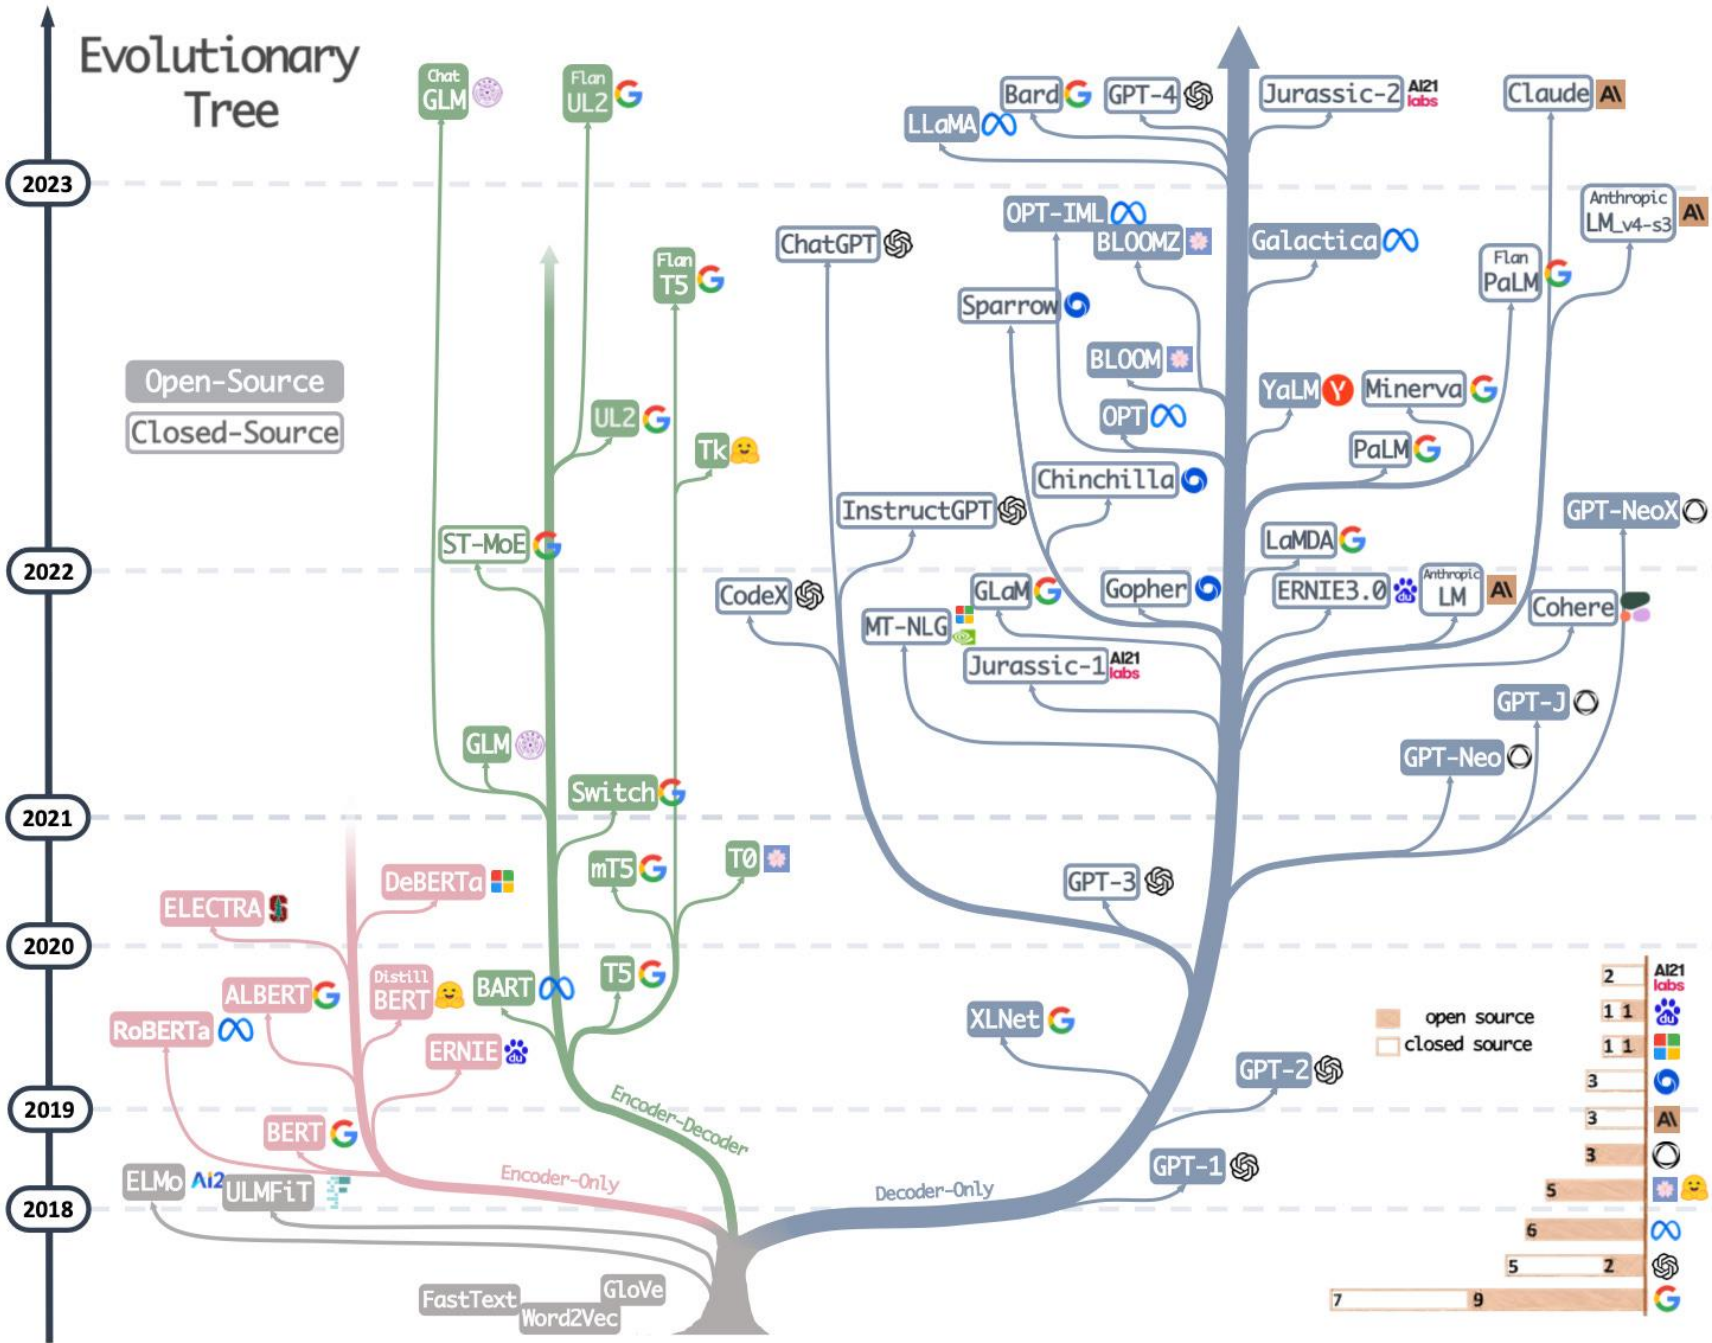 Evolutionary
Tree
Chat
GLM
Flan
UL2
Bard
GPT-4
Jurassic-2
AI21
labs
Claude
A\
LLaMA
2023
OPT-IML
Anthropic
LM_v4-s3
A\
ChatGPT
BLOOMZ
Galactica
Flan
T5
Flan
PaLM
Sparrow
Open-Source
Closed-Source
BLOOM
YaLM
Y
Minerva
UL2
OPT
Tk
PaLM
Chinchilla
InstructGPT
GPT-NeoX
ST-MoE
LaMDA
2022
CodeX
GLaM
Gopher
ERNIE3.0
du
Anthropic
LM
A\
Cohere
MT-NLG
Jurassic-1
AI21
labs
GPT-J
GLM
GPT-Neo
Switch
2021
mT5
T0
DeBERTa
GPT-3
ELECTRA
S
2020
T5
Distill
BERT
ALBERT
BART
2
AI21
labs
RoBERTa
XLNet
open source
1 1
du
ERNIE
du
closed source
1 1
GPT-2
3
Encoder-Decoder
2019
3
A\
BERT
3
GPT-1
ELMo
AI2
ULMFiT
Encoder-Only
Decoder-Only
5
2018
6
5 2
GloVe
FastText
Word2Vec
7 9